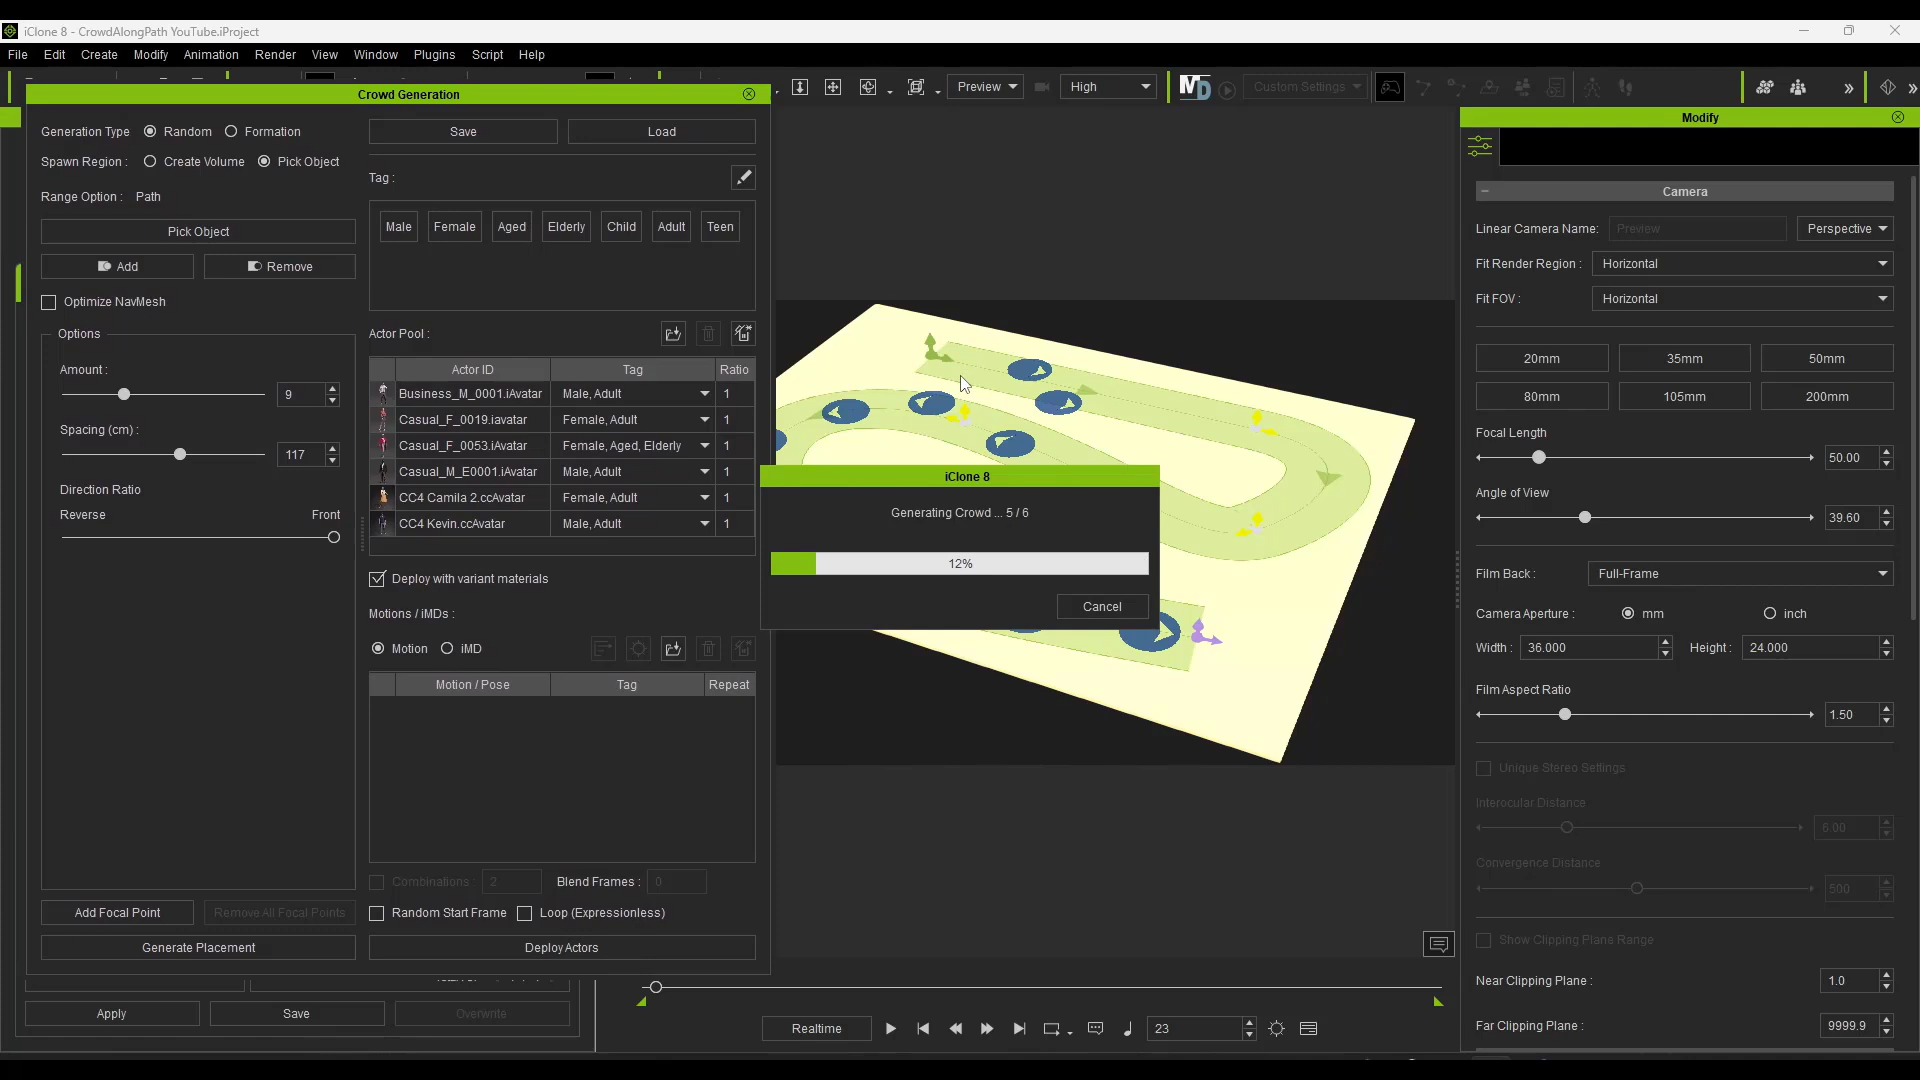 iClone 8 - CrowdAlongPath YouTube.iProject
File Edit Create Modify Animation Render View Window Plugins Script Help
Preview High MD Custom Settings
Crowd Generation
Generation Type Random Formation
Spawn Region : Create Volume Pick Object
Range Option : Path
Pick Object
Add Remove
Optimize NavMesh
Options
Amount :
9
Spacing (cm) :
117
Direction Ratio
Reverse Front
Add Focal Point Remove All Focal Points
Generate Placement
Save Load
Tag :
Male Female Aged Elderly Child Adult Teen
Actor Pool :
Actor ID Tag Ratio
Business_M_0001.iAvatar Male, Adult 1
Casual_F_0019.iavatar Female, Adult 1
Casual_F_0053.iAvatar Female, Aged, Elderly 1
Casual_M_E0001.iAvatar Male, Adult 1
CC4 Camila 2.ccAvatar Female, Adult 1
CC4 Kevin.ccAvatar Male, Adult 1
Deploy with variant materials
Motions / iMDs :
Motion iMD
Motion / Pose Tag Repeat
Combinations : 2 Blend Frames : 0
Random Start Frame Loop (Expressionless)
Deploy Actors
Apply Save Overwrite
iClone 8
Generating Crowd ... 5 / 6
12%
Cancel
Realtime 23
Modify
Camera
Linear Camera Name: Preview Perspective
Fit Render Region : Horizontal
Fit FOV : Horizontal
20mm 35mm 50mm
80mm 105mm 200mm
Focal Length
50.00
Angle of View
39.60
Film Back : Full-Frame
Camera Aperture : mm inch
Width : 36.000 Height : 24.000
Film Aspect Ratio
1.50
Unique Stereo Settings
Interocular Distance
6.00
Convergence Distance
500
Show Clipping Plane Range
Near Clipping Plane : 1.0
Far Clipping Plane : 9999.9